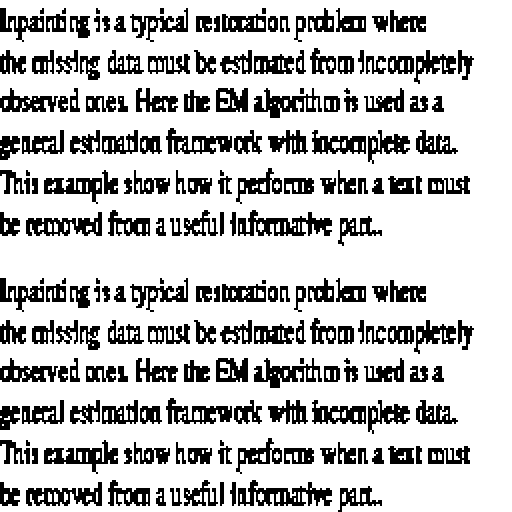 Inpainting is a typical restoration problem where
the missing data must be estimated from incompletely
observed ones. Here the EM algorithm is used as a
general estimation framework with incomplete data.
This example show how it performs when a text must
be removed from a useful informative part..
Inpainting is a typical restoration problem where
the missing data must be estimated from incompletely
observed ones. Here the EM algorithm is used as a
general estimation framework with incomplete data.
This example show how it performs when a text must
be removed from a useful informative part..